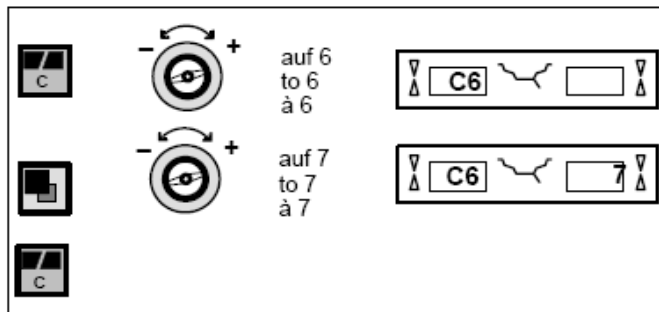 C
− +
auf 6
to 6
à 6
C6
− +
auf 7
to 7
à 7
C6 7
C